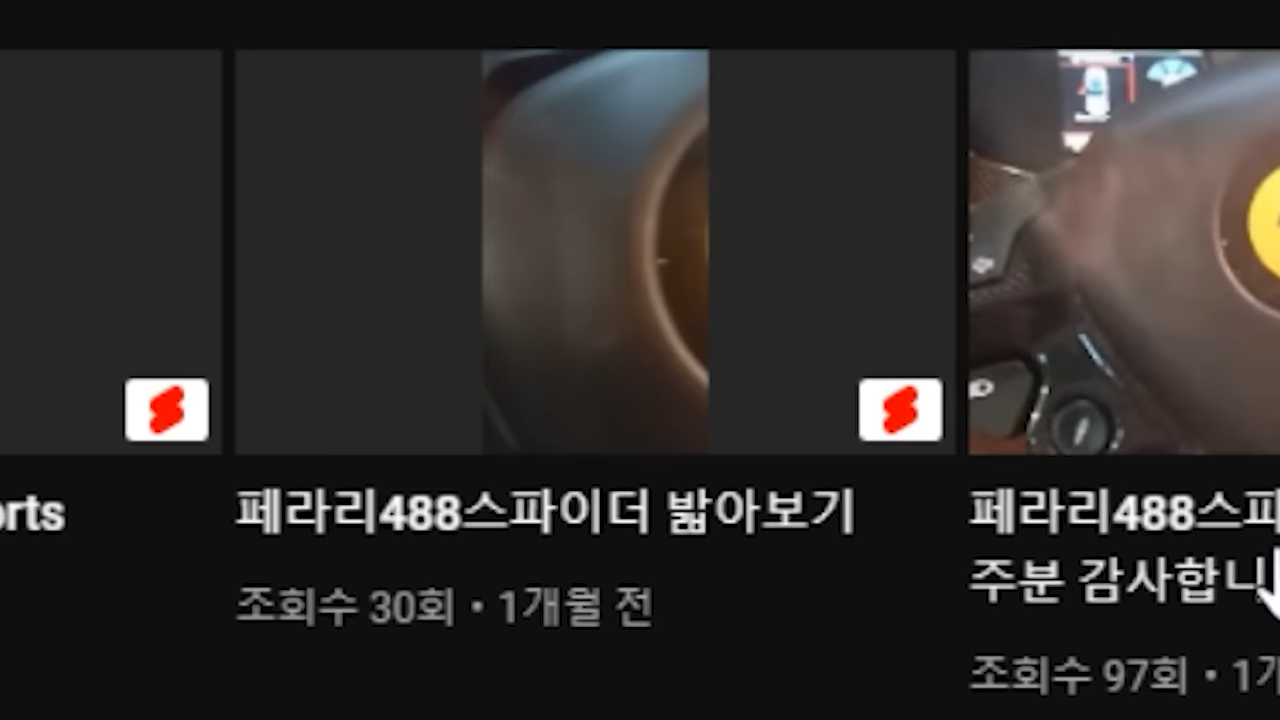 orts
페라리488스파이더 밟아보기
조회수 30회 • 1개월 전
페라리488스파
주분 감사합니
조회수 97회 • 1개